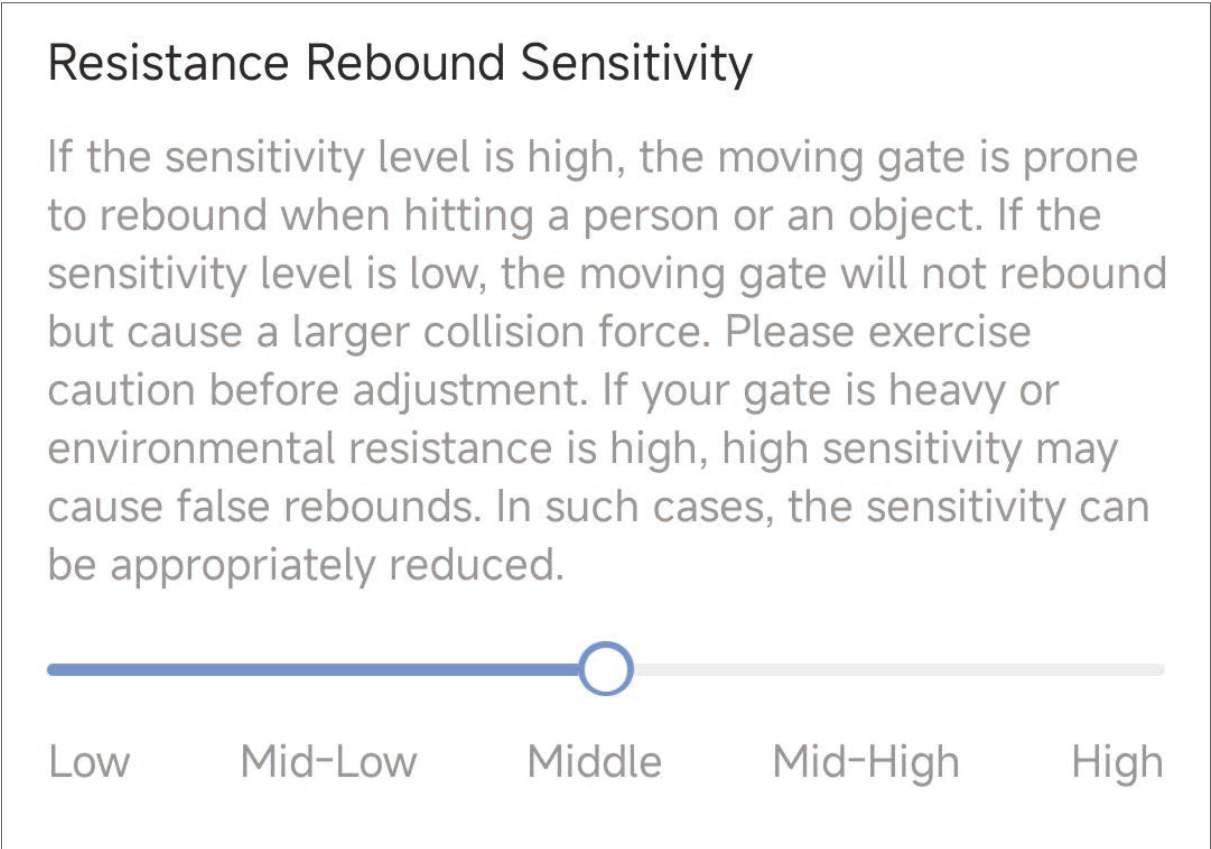 Resistance Rebound Sensitivity
If the sensitivity level is high, the moving gate is prone
to rebound when hitting a person or an object. If the
sensitivity level is low, the moving gate will not rebound
but cause a larger collision force. Please exercise
caution before adjustment. If your gate is heavy or
environmental resistance is high, high sensitivity may
cause false rebounds. In such cases, the sensitivity can
be appropriately reduced.
Low Mid-Low Middle Mid-High High